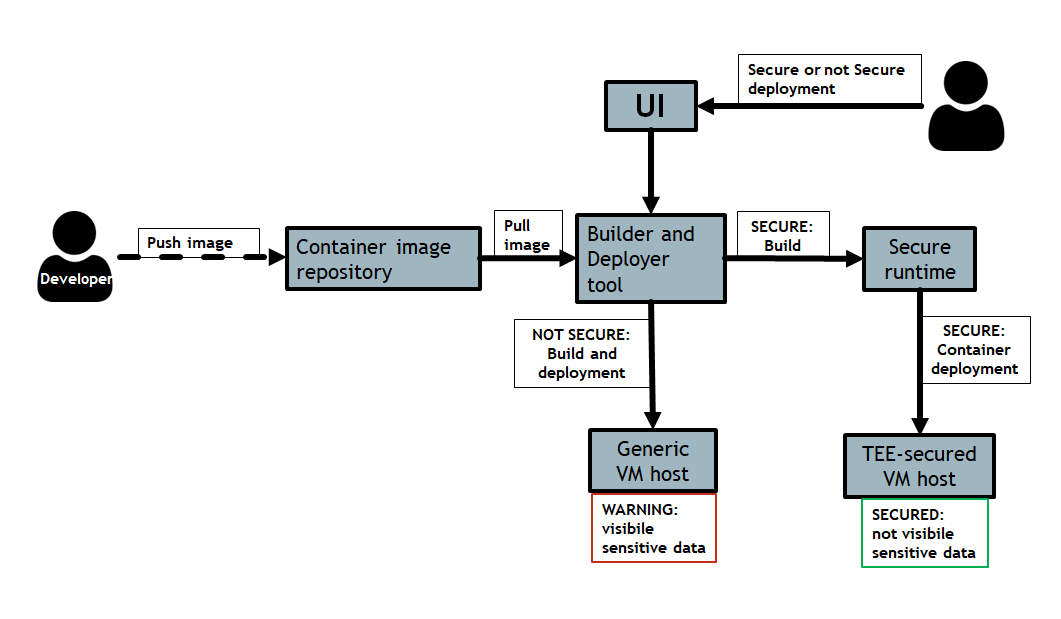 Secure or not Secure
deployment
UI
Developer
Push image
Container image
repository
Pull
image
Builder and
Deployer
tool
SECURE:
Build
Secure
runtime
NOT SECURE:
Build and
deployment
SECURE:
Container
deployment
Generic
VM host
WARNING:
visibile
sensitive data
TEE-secured
VM host
SECURED:
not visibile
sensitive data